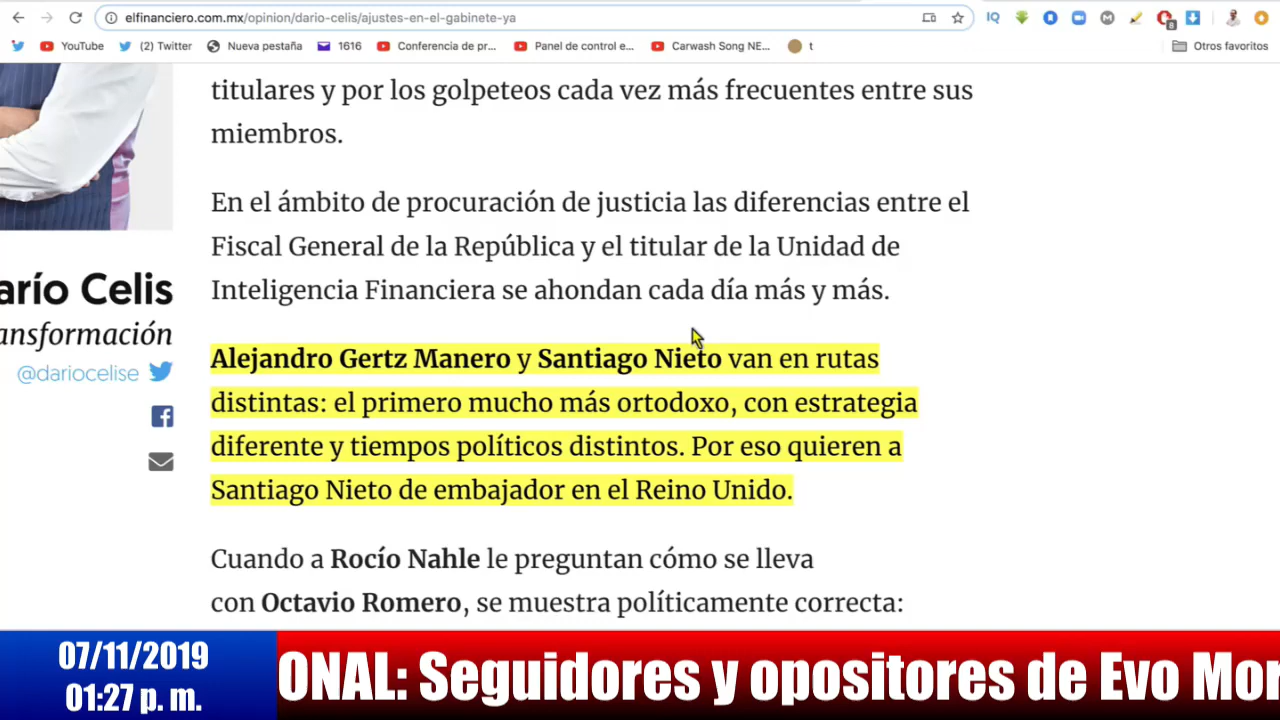 elfinanciero.com.mx/opinion/dario-celis/ajustes-en-el-gabinete-ya
IQ
8
YouTube
(2) Twitter
Nueva pestaña
1616
Conferencia de pr...
Panel de control e...
Carwash Song NE...
t
Otros favoritos
titulares y por los golpeteos cada vez más frecuentes entre sus
miembros.
En el ámbito de procuración de justicia las diferencias entre el
Fiscal General de la República y el titular de la Unidad de
Inteligencia Financiera se ahondan cada día más y más.
arío Celis
ansformación
@dariocelise
Alejandro Gertz Manero y Santiago Nieto van en rutas
distintas: el primero mucho más ortodoxo, con estrategia
diferente y tiempos políticos distintos. Por eso quieren a
Santiago Nieto de embajador en el Reino Unido.
Cuando a Rocío Nahle le preguntan cómo se lleva
con Octavio Romero, se muestra políticamente correcta:
07/11/2019
01:27 p. m.
ONAL: Seguidores y opositores de Evo Mor